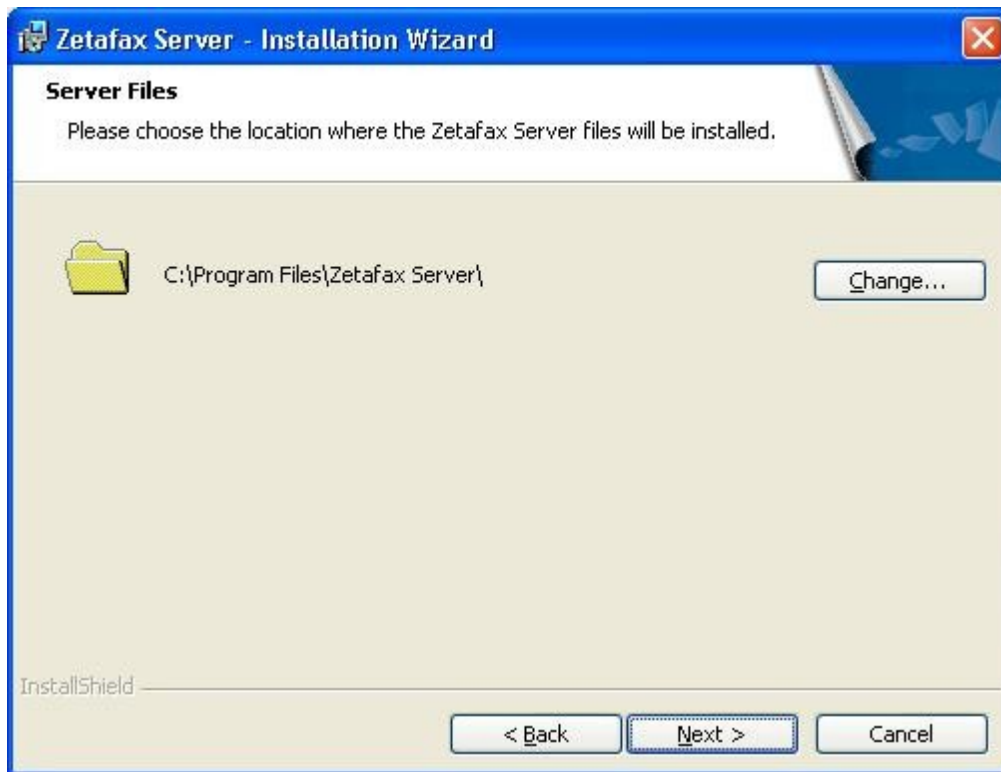 Zetafax Server - Installation Wizard
Server Files
Please choose the location where the Zetafax Server files will be installed.
C:\Program Files\Zetafax Server\
Change...
InstallShield
< Back
Next >
Cancel